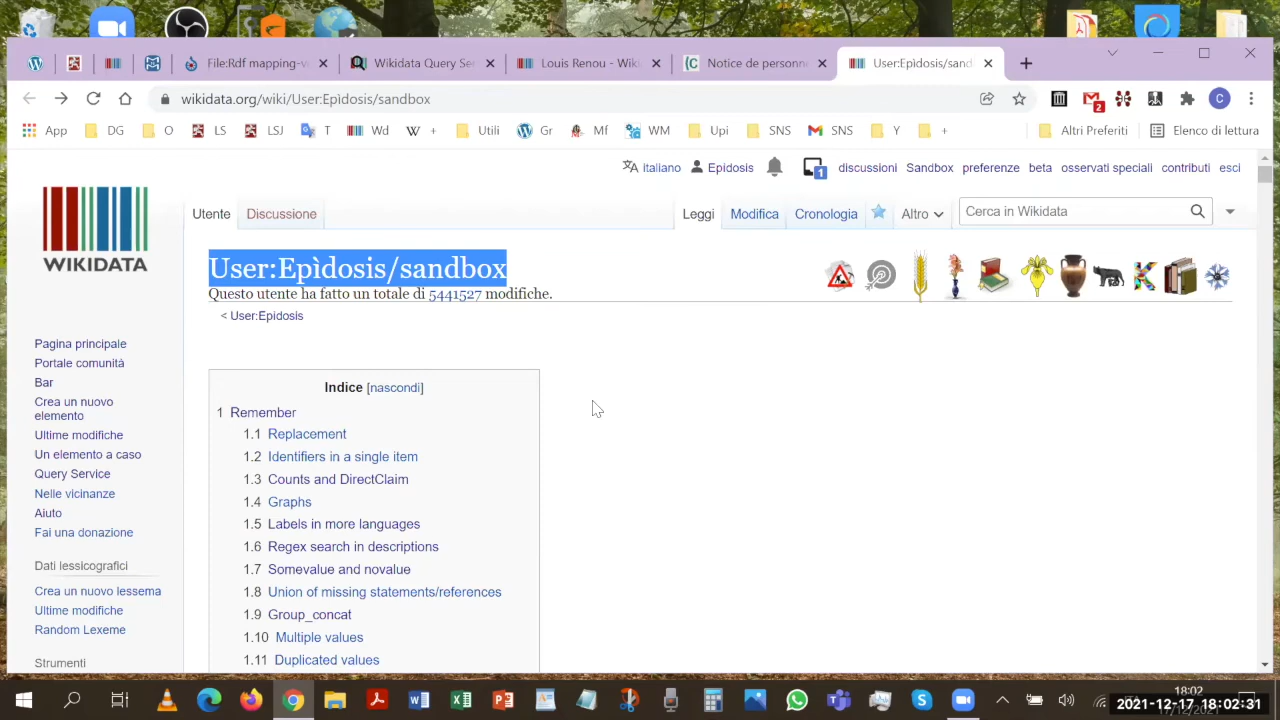 File:Rdf mapping-v
Wikidata Query Ser
Louis Renou - Wiki
Notice de personne
User:Epìdosis/sand
wikidata.org/wiki/User:Epìdosis/sandbox
App DG O LS LSJ T Wd + Utili Gr Mf WM Upi SNS SNS Y + Altri Preferiti Elenco di lettura
italiano Epìdosis 1 discussioni Sandbox preferenze beta osservati speciali contributi esci
WIKIDATA
Utente Discussione Leggi Modifica Cronologia Altro Cerca in Wikidata
User:Epìdosis/sandbox
Questo utente ha fatto un totale di 5441527 modifiche.
< User:Epìdosis
Pagina principale
Portale comunità
Bar
Crea un nuovo
elemento
Ultime modifiche
Un elemento a caso
Query Service
Nelle vicinanze
Aiuto
Fai una donazione
Dati lessicografici
Crea un nuovo lessema
Ultime modifiche
Random Lexeme
Strumenti
Indice [nascondi]
1 Remember
1.1 Replacement
1.2 Identifiers in a single item
1.3 Counts and DirectClaim
1.4 Graphs
1.5 Labels in more languages
1.6 Regex search in descriptions
1.7 Somevalue and novalue
1.8 Union of missing statements/references
1.9 Group_concat
1.10 Multiple values
1.11 Duplicated values
18:02
2021-12-17 18:02:31